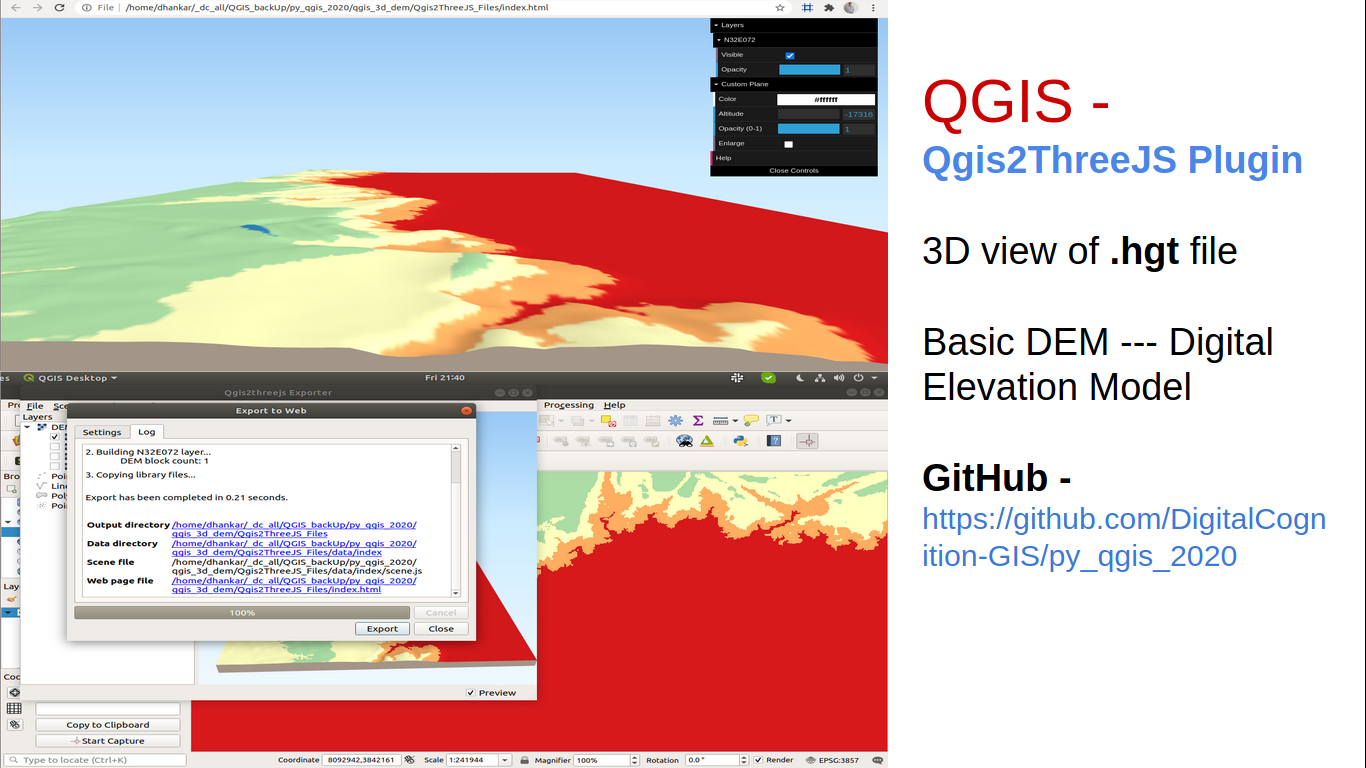 File /home/dhankar/_dc_all/QGIS_backUp/py_qgis_2020/qgis_3d_dem/Qgis2ThreeJS_Files/index.html
Layers
N32E072
Visible
Opacity 1
Custom Plane
Color #ffffff
Altitude -17316
Opacity (0-1) 1
Enlarge
Help
Close Controls
QGIS -
Qgis2ThreeJS Plugin
3D view of .hgt file
Basic DEM --- Digital
Elevation Model
GitHub -
https://github.com/DigitalCogn
ition-GIS/py_qgis_2020
es QGIS Desktop Fri 21:40
Qgis2threejs Exporter
File Sce
Processing Help
Layers
DEM
Export to Web
Settings Log
2. Building N32E072 layer...
DEM block count: 1
3. Copying library files...
Export has been completed in 0.21 seconds.
Output directory /home/dhankar/_dc_all/QGIS_backUp/py_qgis_2020/
qgis_3d_dem/Qgis2ThreeJS_Files
Data directory /home/dhankar/_dc_all/QGIS_backUp/py_qgis_2020/
qgis_3d_dem/Qgis2ThreeJS_Files/data/index
Scene file /home/dhankar/_dc_all/QGIS_backUp/py_qgis_2020/
qgis_3d_dem/Qgis2ThreeJS_Files/data/index/scene.js
Web page file /home/dhankar/_dc_all/QGIS_backUp/py_qgis_2020/
qgis_3d_dem/Qgis2ThreeJS_Files/index.html
100% Cancel
Export Close
Preview
Copy to Clipboard
Start Capture
Type to locate (Ctrl+K) Coordinate 8092942,3842161 Scale 1:241944 Magnifier 100% Rotation 0.0 ° Render EPSG:3857